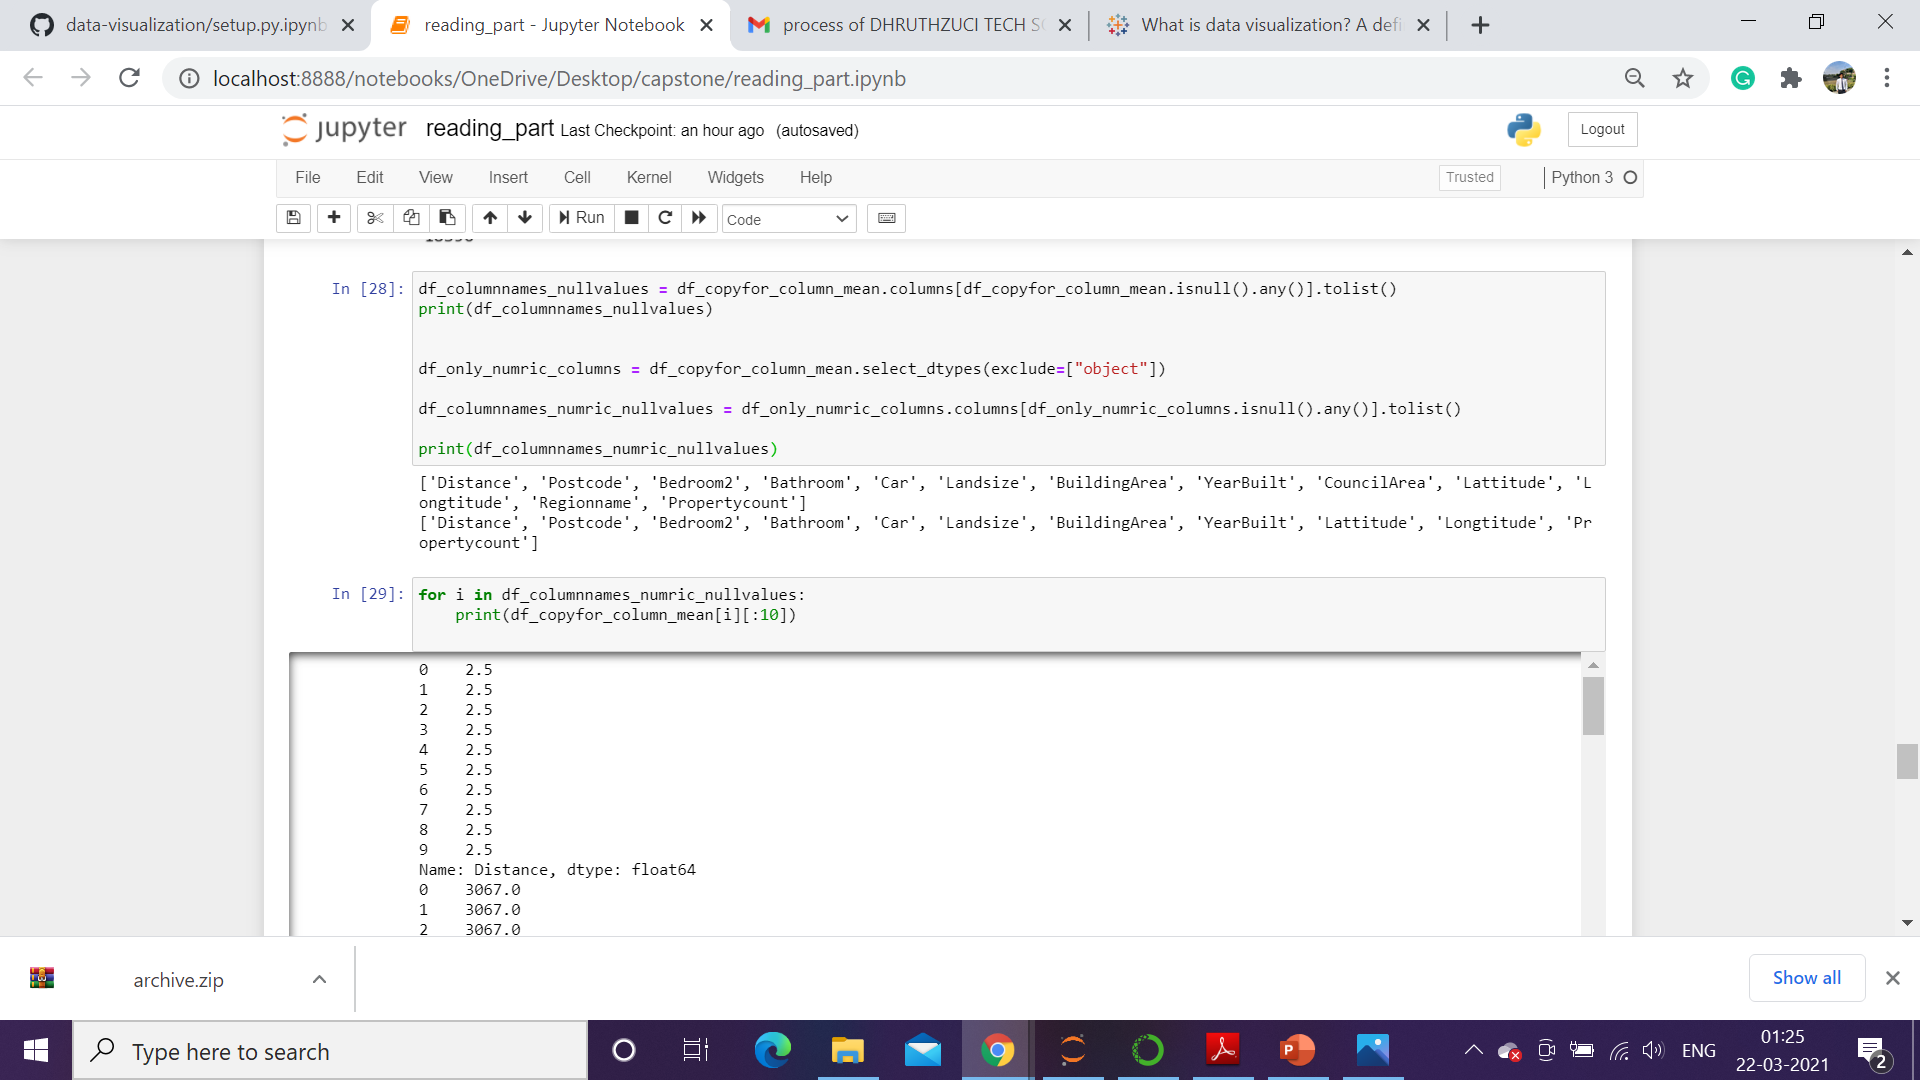 data-visualization/setup.py.ipynb
reading_part - Jupyter Notebook
process of DHRUTHZUCI TECH S
What is data visualization? A defi
localhost:8888/notebooks/OneDrive/Desktop/capstone/reading_part.ipynb
jupyter reading_part Last Checkpoint: an hour ago (autosaved)
Logout
File Edit View Insert Cell Kernel Widgets Help
Trusted
Python 3
Run
Code
In [28]: df_columnnames_nullvalues = df_copyfor_column_mean.columns[df_copyfor_column_mean.isnull().any()].tolist()
print(df_columnnames_nullvalues)
df_only_numric_columns = df_copyfor_column_mean.select_dtypes(exclude=["object"])
df_columnnames_numric_nullvalues = df_only_numric_columns.columns[df_only_numric_columns.isnull().any()].tolist()
print(df_columnnames_numric_nullvalues)
['Distance', 'Postcode', 'Bedroom2', 'Bathroom', 'Car', 'Landsize', 'BuildingArea', 'YearBuilt', 'CouncilArea', 'Lattitude', 'L
ongtitude', 'Regionname', 'Propertycount']
['Distance', 'Postcode', 'Bedroom2', 'Bathroom', 'Car', 'Landsize', 'BuildingArea', 'YearBuilt', 'Lattitude', 'Longtitude', 'Pr
opertycount']
In [29]: for i in df_columnnames_numric_nullvalues:
print(df_copyfor_column_mean[i][:10])
0 2.5
1 2.5
2 2.5
3 2.5
4 2.5
5 2.5
6 2.5
7 2.5
8 2.5
9 2.5
Name: Distance, dtype: float64
0 3067.0
1 3067.0
2 3067.0
archive.zip
Show all
Type here to search
ENG
01:25
22-03-2021
2